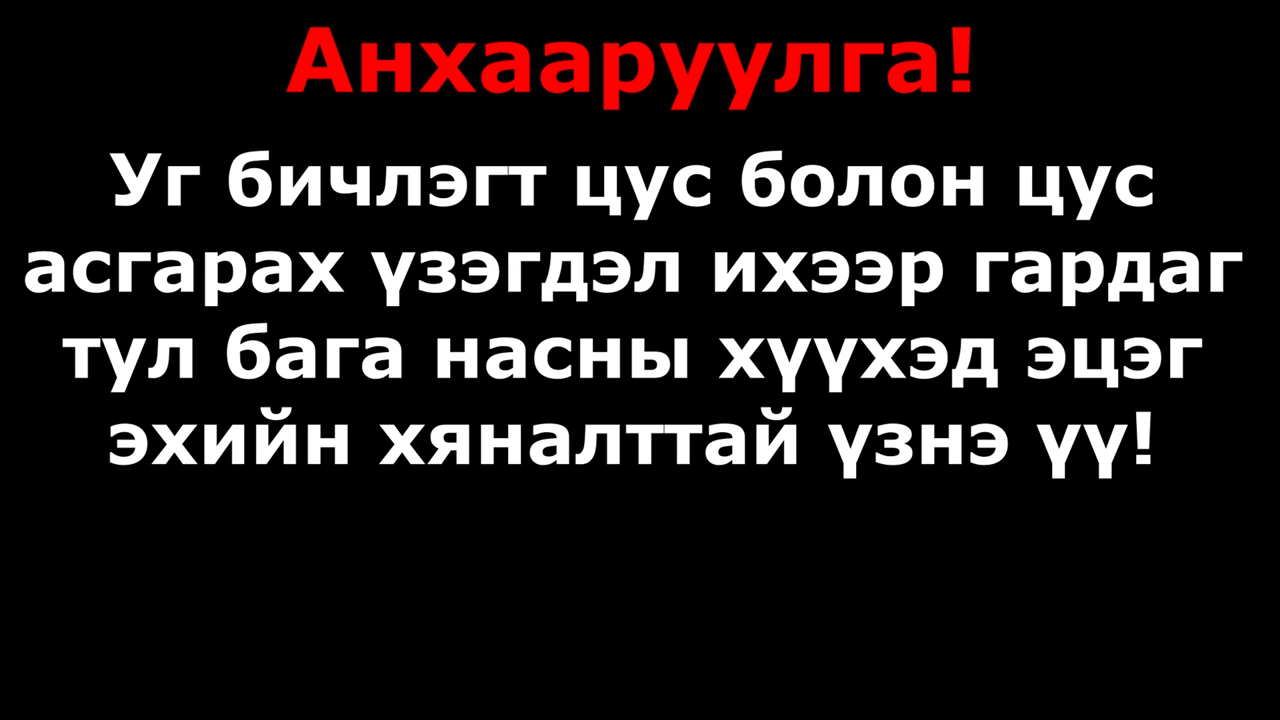 Анхааруулга!
Уг бичлэгт цус болон цус
асгарах үзэгдэл ихээр гардаг
тул бага насны хүүхэд эцэг
эхийн хяналттай үзнэ үү!